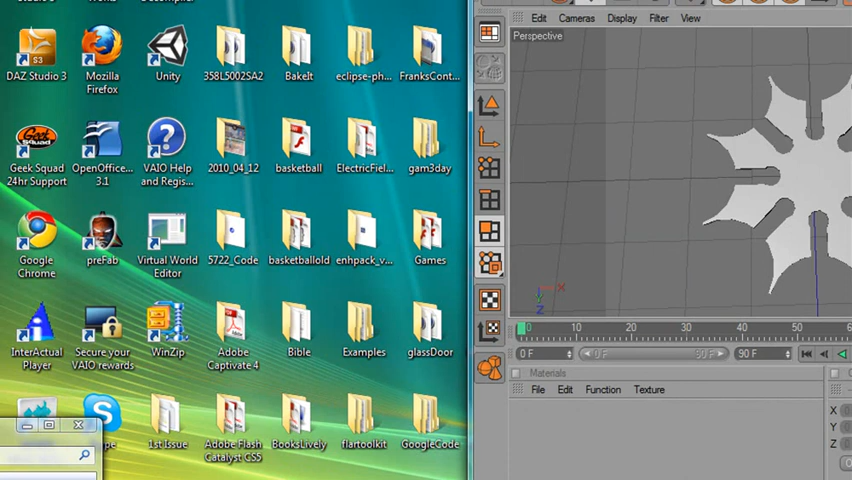 Works
Decompiler
DAZ Studio 3
Mozilla
Firefox
Unity
358L5002SA2
BakeIt
eclipse-ph...
FranksCont...
Geek Squad
24hr Support
OpenOffice...
3.1
VAIO Help
and Regis...
2010_04_12
basketball
ElectricFiel...
gam3day
Google
Chrome
preFab
Virtual World
Editor
5722_Code
basketballold
enhpack_v...
Games
InterActual
Player
Secure your
VAIO rewards
WinZip
Adobe
Captivate 4
Bible
Examples
glassDoor
1st Issue
Adobe Flash
Catalyst CS5
BooksLively
flartoolkit
GoogleCode
Edit Cameras Display Filter View
Perspective
X
Z
0 10 20 30 40 50
0 F
0 F
90 F
90 F
Materials
File Edit Function Texture
X
Y
Z